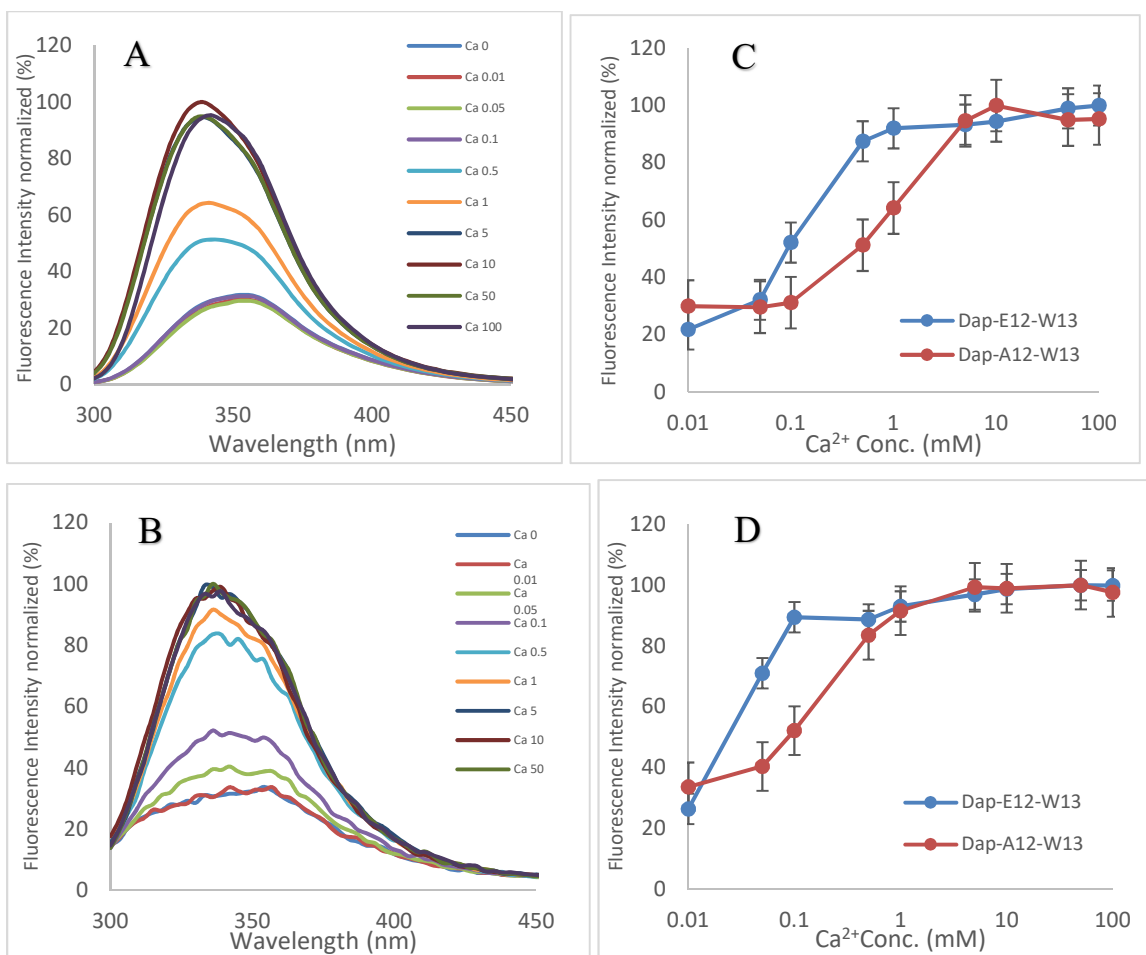 A
Fluorescence Intensity normalized (%)
120
100
80
60
40
20
0
300
350
400
450
Wavelength (nm)
Ca 0
Ca 0.01
Ca 0.05
Ca 0.1
Ca 0.5
Ca 1
Ca 5
Ca 10
Ca 50
Ca 100
C
Fluorescence Intensity normalized (%)
120
100
80
60
40
20
0
0.01
0.1
1
10
100
Ca²⁺ Conc. (mM)
Dap-E12-W13
Dap-A12-W13
B
Fluorescence Intensity normalized (%)
120
100
80
60
40
20
0
300
350
400
450
Wavelength (nm)
Ca 0
Ca
0.01
Ca
0.05
Ca 0.1
Ca 0.5
Ca 1
Ca 5
Ca 10
Ca 50
D
Fluorescence Intensity normalized (%)
120
100
80
60
40
20
0
0.01
0.1
1
10
100
Ca²⁺Conc. (mM)
Dap-E12-W13
Dap-A12-W13